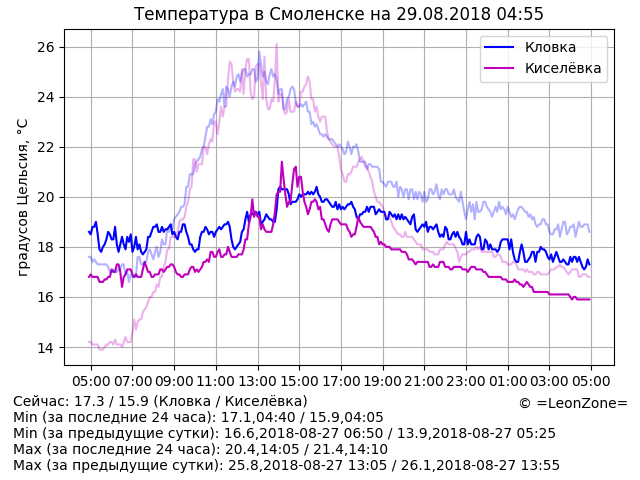 Температура в Смоленске на 29.08.2018 04:55
Кловка
Киселёвка
градусов Цельсия, °C
26
24
22
20
18
16
14
05:00 07:00 09:00 11:00 13:00 15:00 17:00 19:00 21:00 23:00 01:00 03:00 05:00
Сейчас: 17.3 / 15.9 (Кловка / Киселёвка)
© =LeonZone=
Min (за последние 24 часа): 17.1,04:40 / 15.9,04:05
Min (за предыдущие сутки): 16.6,2018-08-27 06:50 / 13.9,2018-08-27 05:25
Max (за последние 24 часа): 20.4,14:05 / 21.4,14:10
Max (за предыдущие сутки): 25.8,2018-08-27 13:05 / 26.1,2018-08-27 13:55